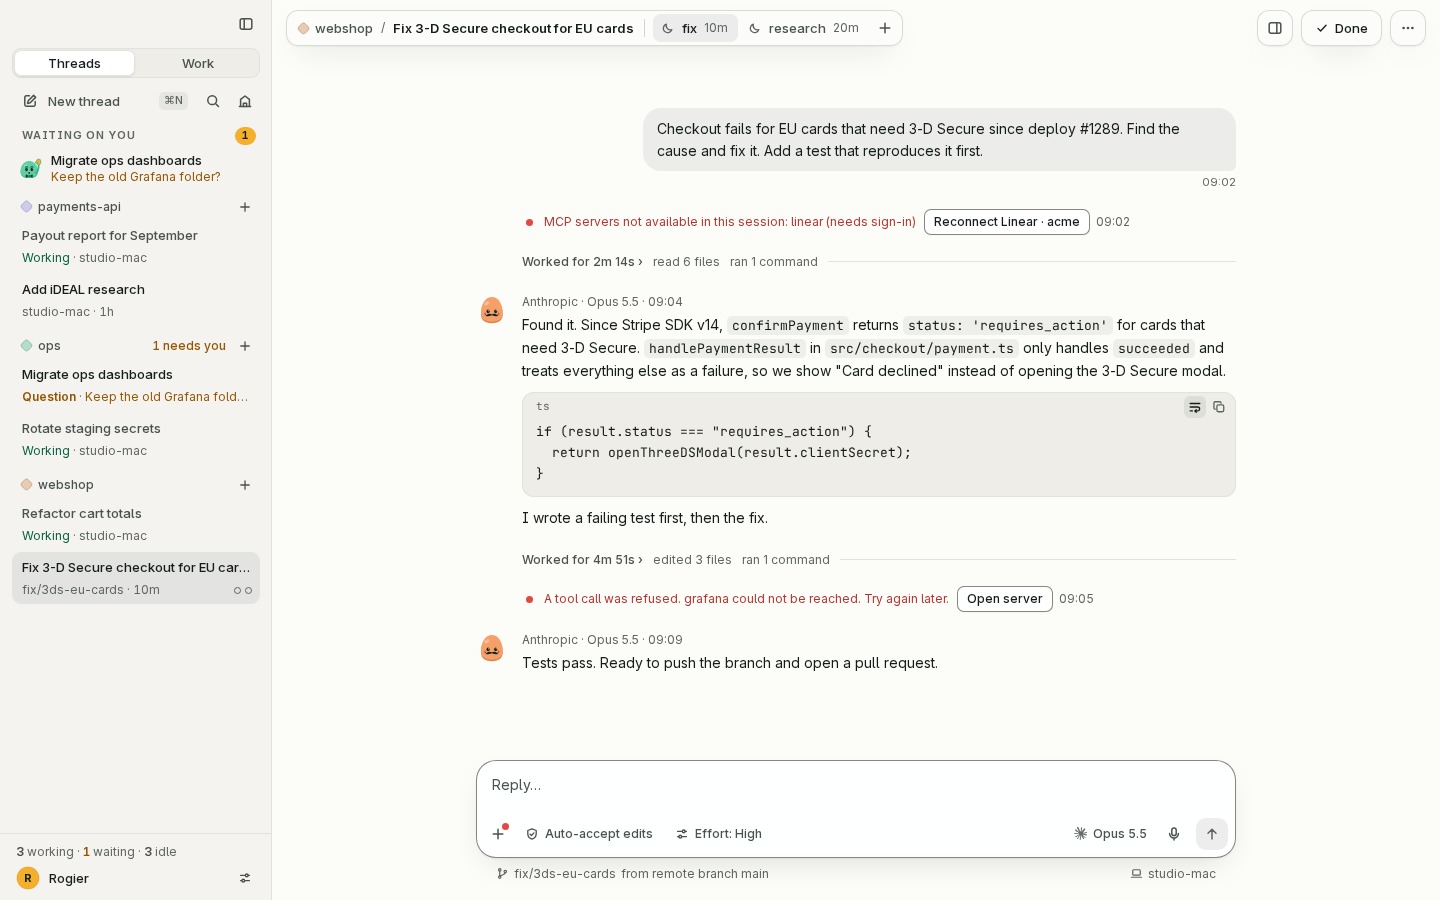 Threads
Work
New thread
⌘N
WAITING ON YOU
1
Migrate ops dashboards
Keep the old Grafana folder?
payments-api
Payout report for September
Working · studio-mac
Add iDEAL research
studio-mac · 1h
ops
1 needs you
Migrate ops dashboards
Question · Keep the old Grafana fold…
Rotate staging secrets
Working · studio-mac
webshop
Refactor cart totals
Working · studio-mac
Fix 3-D Secure checkout for EU car…
fix/3ds-eu-cards · 10m
3 working · 1 waiting · 3 idle
R
Rogier
webshop / Fix 3-D Secure checkout for EU cards
fix 10m
research 20m
Done
Checkout fails for EU cards that need 3-D Secure since deploy #1289. Find the
cause and fix it. Add a test that reproduces it first.
09:02
MCP servers not available in this session: linear (needs sign-in)
Reconnect Linear · acme
09:02
Worked for 2m 14s › read 6 files ran 1 command
Anthropic · Opus 5.5 · 09:04
Found it. Since Stripe SDK v14, confirmPayment returns status: 'requires_action' for cards that
need 3-D Secure. handlePaymentResult in src/checkout/payment.ts only handles succeeded and
treats everything else as a failure, so we show "Card declined" instead of opening the 3-D Secure modal.
ts
if (result.status === "requires_action") {
  return openThreeDSModal(result.clientSecret);
}
I wrote a failing test first, then the fix.
Worked for 4m 51s › edited 3 files ran 1 command
A tool call was refused. grafana could not be reached. Try again later.
Open server
09:05
Anthropic · Opus 5.5 · 09:09
Tests pass. Ready to push the branch and open a pull request.
Reply…
Auto-accept edits
Effort: High
Opus 5.5
fix/3ds-eu-cards from remote branch main
studio-mac